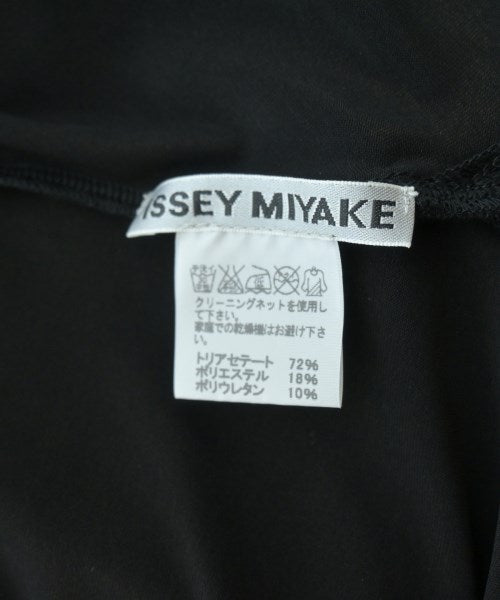 ISSEY MIYAKE
クリーニングネットを使用し
て下さい。
家庭での乾燥機はお避け下さ
い。
トリアセテート 72%
ポリエステル 18%
ポリウレタン 10%